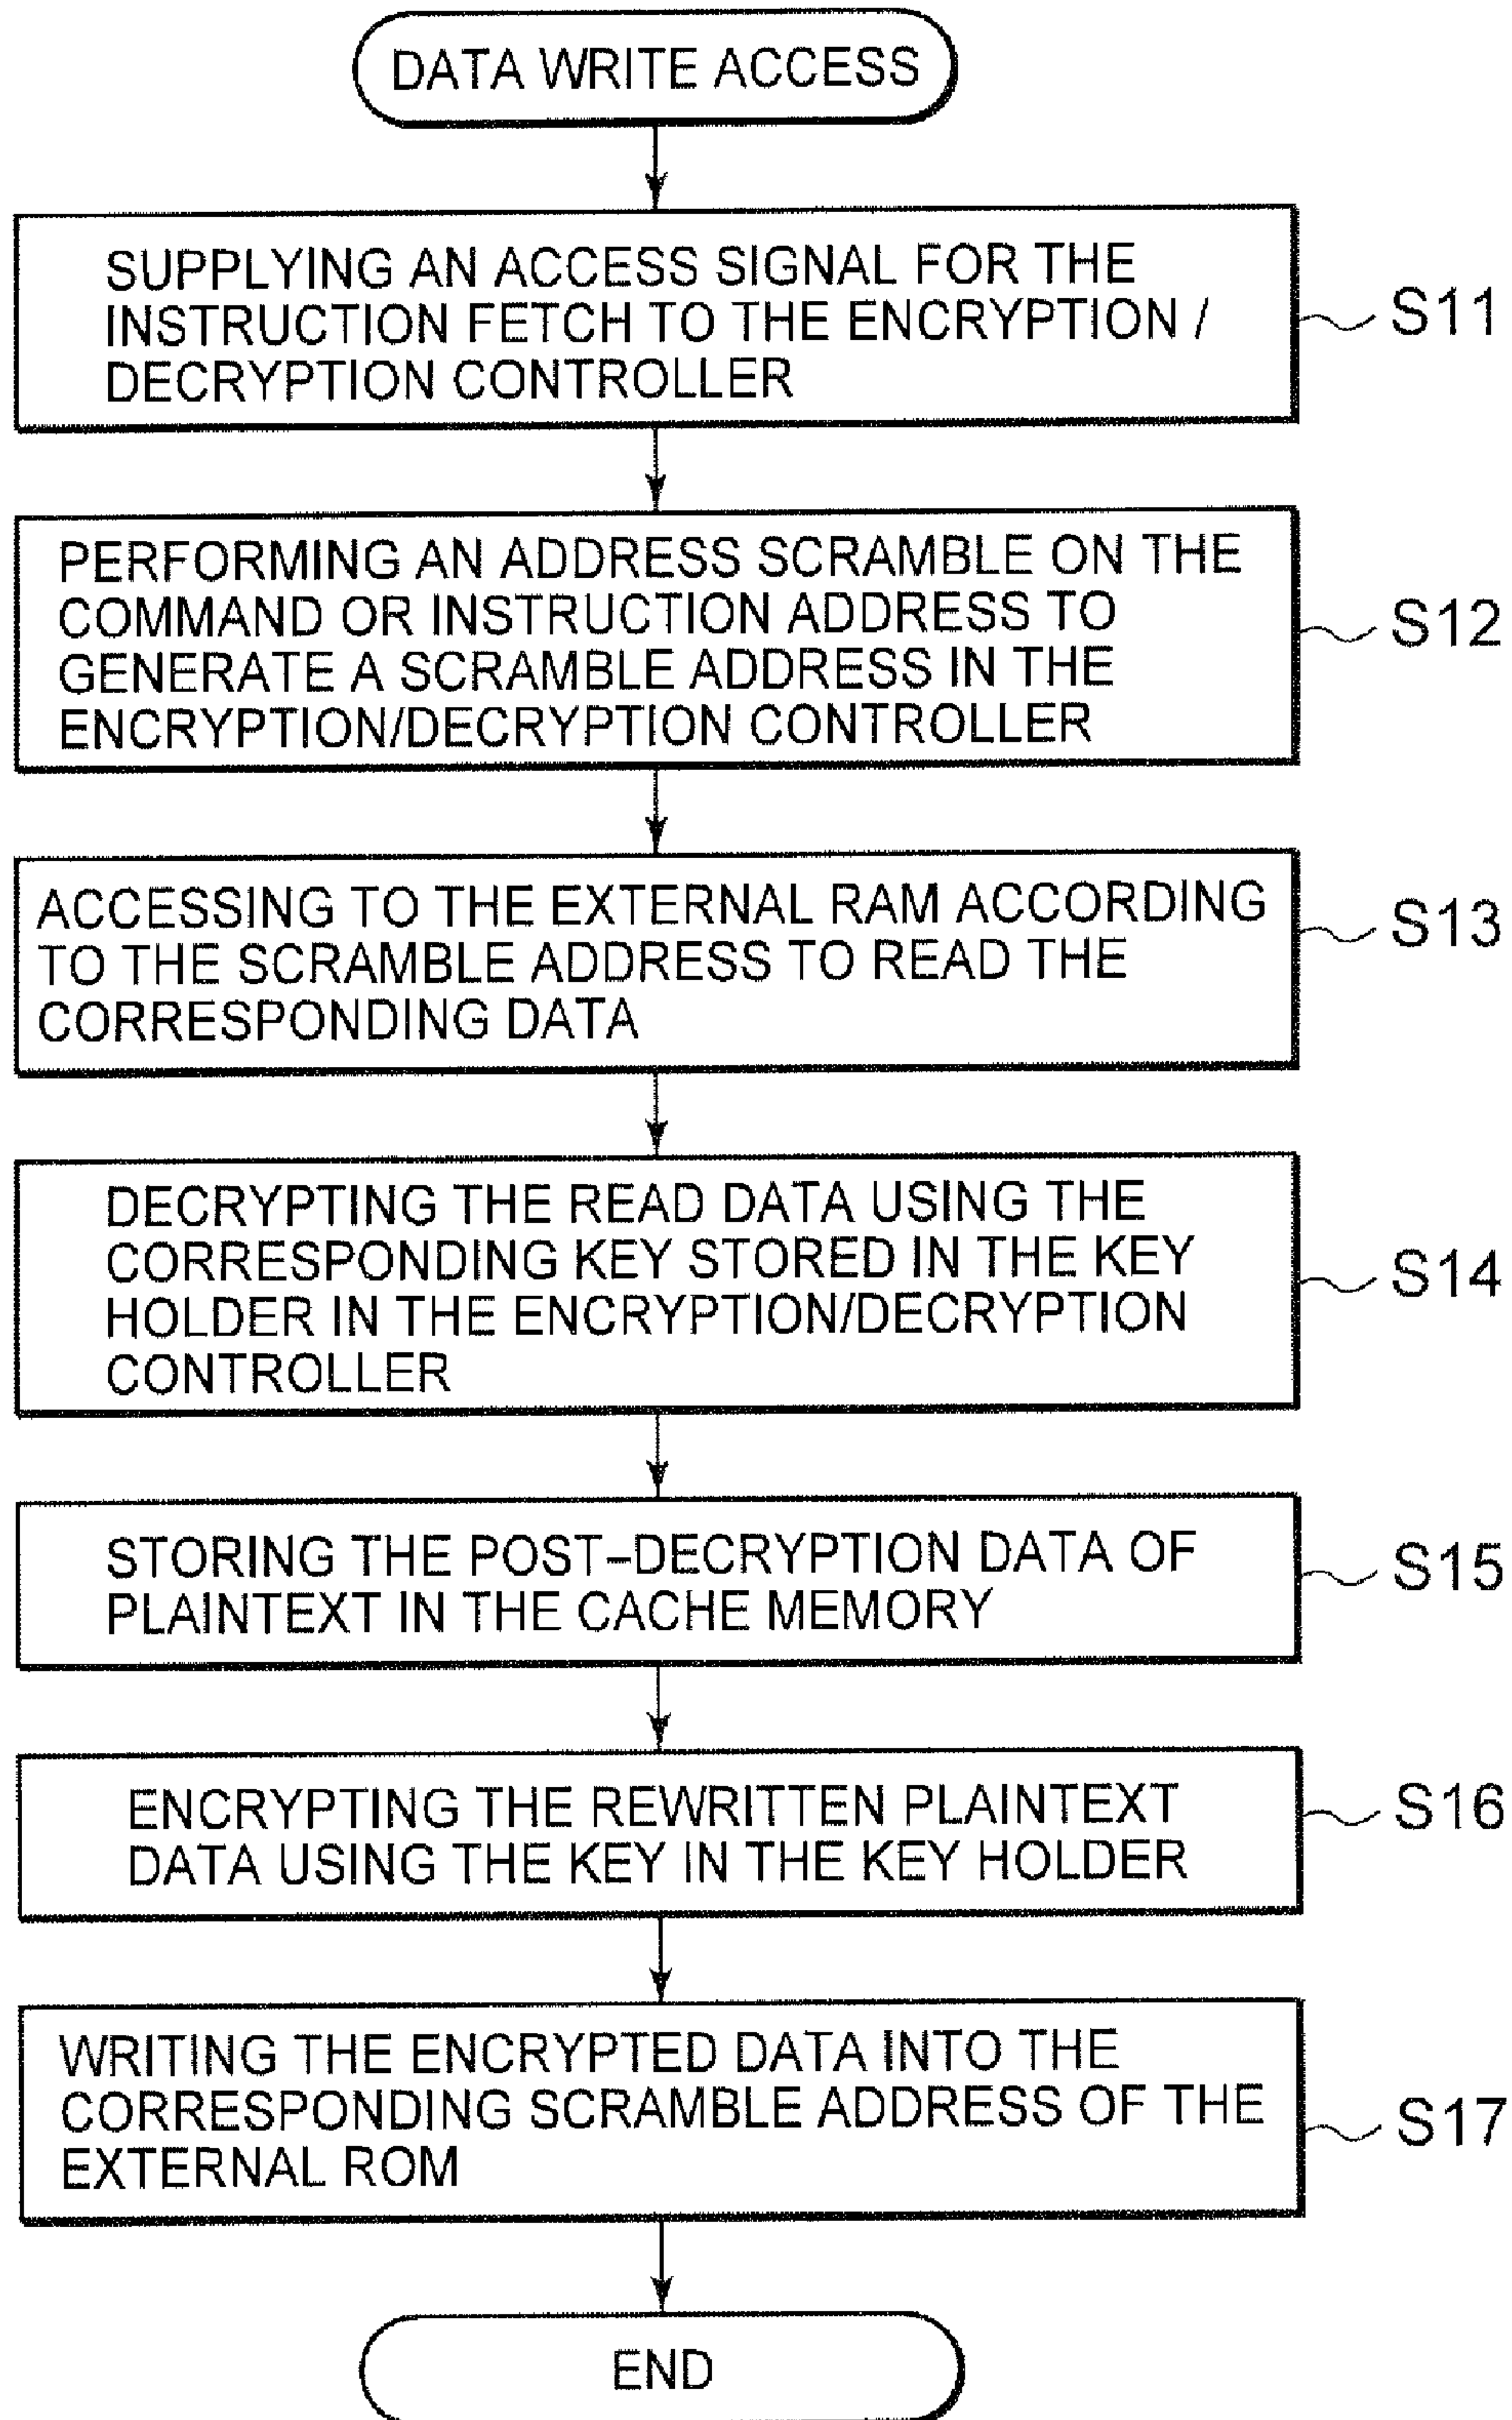 DATA WRITE ACCESS
SUPPLYING AN ACCESS SIGNAL FOR THE
INSTRUCTION FETCH TO THE ENCRYPTION /
DECRYPTION CONTROLLER
S11
PERFORMING AN ADDRESS SCRAMBLE ON THE
COMMAND OR INSTRUCTION ADDRESS TO
GENERATE A SCRAMBLE ADDRESS IN THE
ENCRYPTION/DECRYPTION CONTROLLER
S12
ACCESSING TO THE EXTERNAL RAM ACCORDING
TO THE SCRAMBLE ADDRESS TO READ THE
CORRESPONDING DATA
S13
DECRYPTING THE READ DATA USING THE
CORRESPONDING KEY STORED IN THE KEY
HOLDER IN THE ENCRYPTION/DECRYPTION
CONTROLLER
S14
STORING THE POST-DECRYPTION DATA OF
PLAINTEXT IN THE CACHE MEMORY
S15
ENCRYPTING THE REWRITTEN PLAINTEXT
DATA USING THE KEY IN THE KEY HOLDER
S16
WRITING THE ENCRYPTED DATA INTO THE
CORRESPONDING SCRAMBLE ADDRESS OF THE
EXTERNAL ROM
S17
END